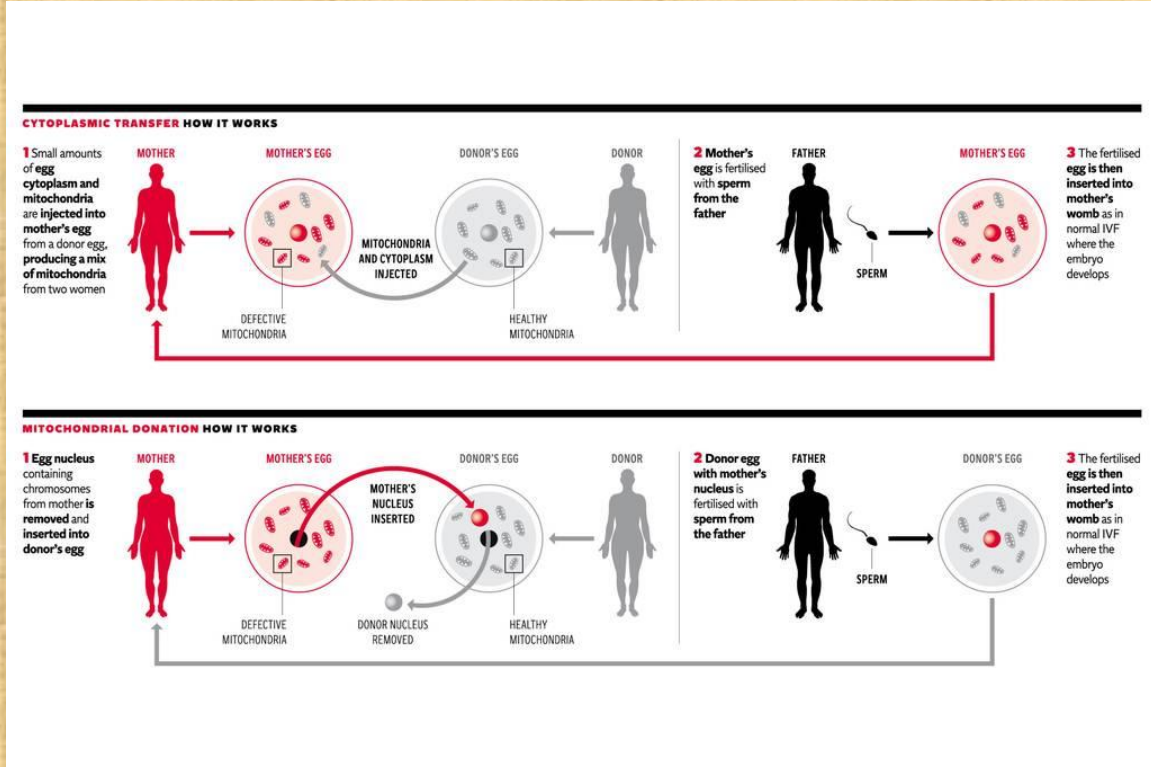 CYTOPLASMIC TRANSFER HOW IT WORKS
1 Small amounts
of egg
cytoplasm and
mitochondria
are injected into
mother's egg
from a donor egg,
producing a mix
of mitochondria
from two women
MOTHER
MOTHER'S EGG
DONOR'S EGG
DONOR
MITOCHONDRIA
AND CYTOPLASM
INJECTED
DEFECTIVE
MITOCHONDRIA
HEALTHY
MITOCHONDRIA
2 Mother's
egg is fertilised
with sperm
from the
father
FATHER
SPERM
MOTHER'S EGG
3 The fertilised
egg is then
inserted into
mother's
womb as in
normal IVF
where the
embryo
develops
MITOCHONDRIAL DONATION HOW IT WORKS
1 Egg nucleus
containing
chromosomes
from mother is
removed and
inserted into
donor's egg
MOTHER
MOTHER'S EGG
DONOR'S EGG
DONOR
MOTHER'S
NUCLEUS
INSERTED
DEFECTIVE
MITOCHONDRIA
DONOR NUCLEUS
REMOVED
HEALTHY
MITOCHONDRIA
2 Donor egg
with mother's
nucleus is
fertilised with
sperm from
the father
FATHER
SPERM
DONOR'S EGG
3 The fertilised
egg is then
inserted into
mother's
womb as in
normal IVF
where the
embryo
develops